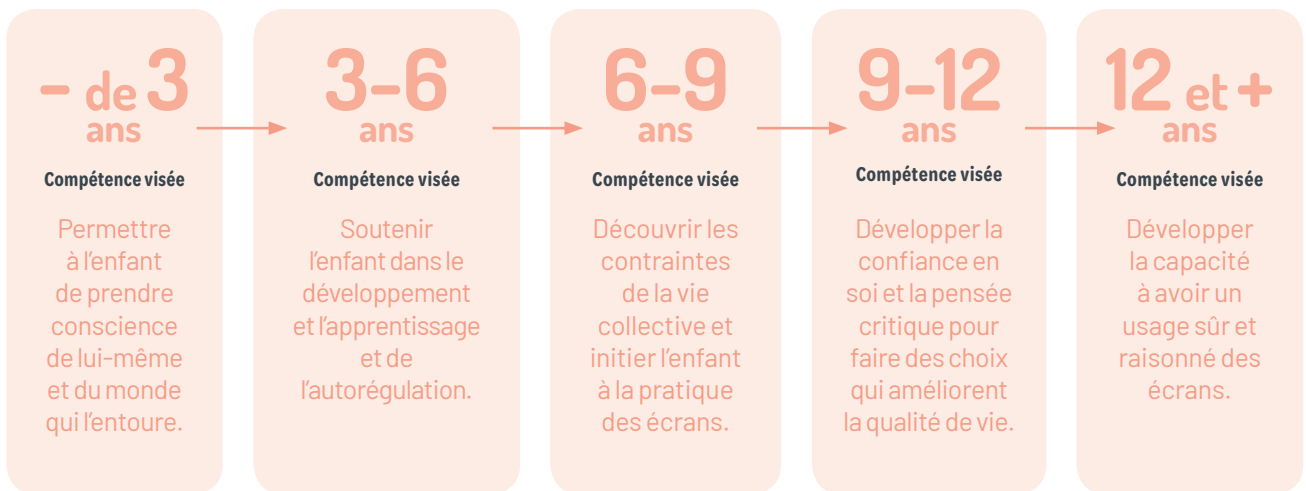 - de 3
ans
Compétence visée
Permettre
à l'enfant
de prendre
conscience
de lui-même
et du monde
qui l'entoure.
3-6
ans
Compétence visée
Soutenir
l'enfant dans le
développement
et l'apprentissage
et de
l'autorégulation.
6-9
ans
Compétence visée
Découvrir les
contraintes
de la vie
collective et
initier l'enfant
à la pratique
des écrans.
9-12
ans
Compétence visée
Développer la
confiance en
soi et la pensée
critique pour
faire des choix
qui améliorent
la qualité de vie.
12 et +
ans
Compétence visée
Développer
la capacité
à avoir un
usage sûr et
raisonné des
écrans.